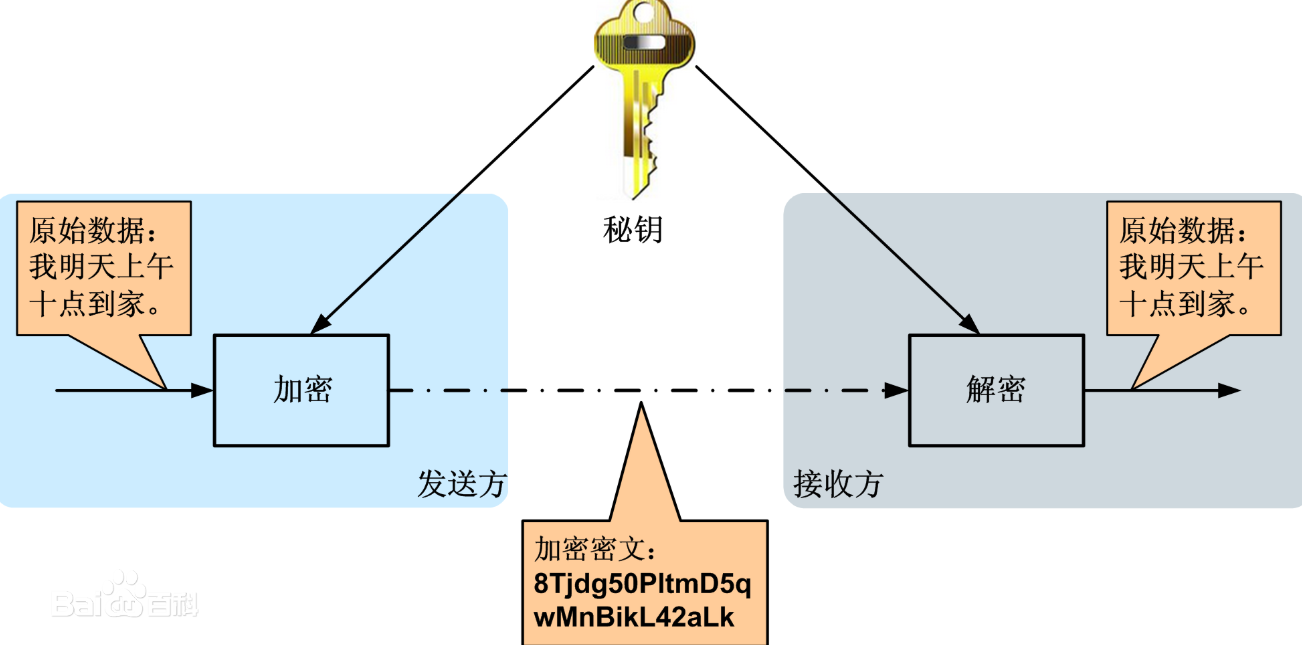 秘钥
原始数据：
我明天上午
十点到家。
原始数据：
我明天上午
十点到家。
加密
解密
发送方
接收方
加密密文：
8Tjdg50PltmD5q
wMnBikL42aLk
Bai百科